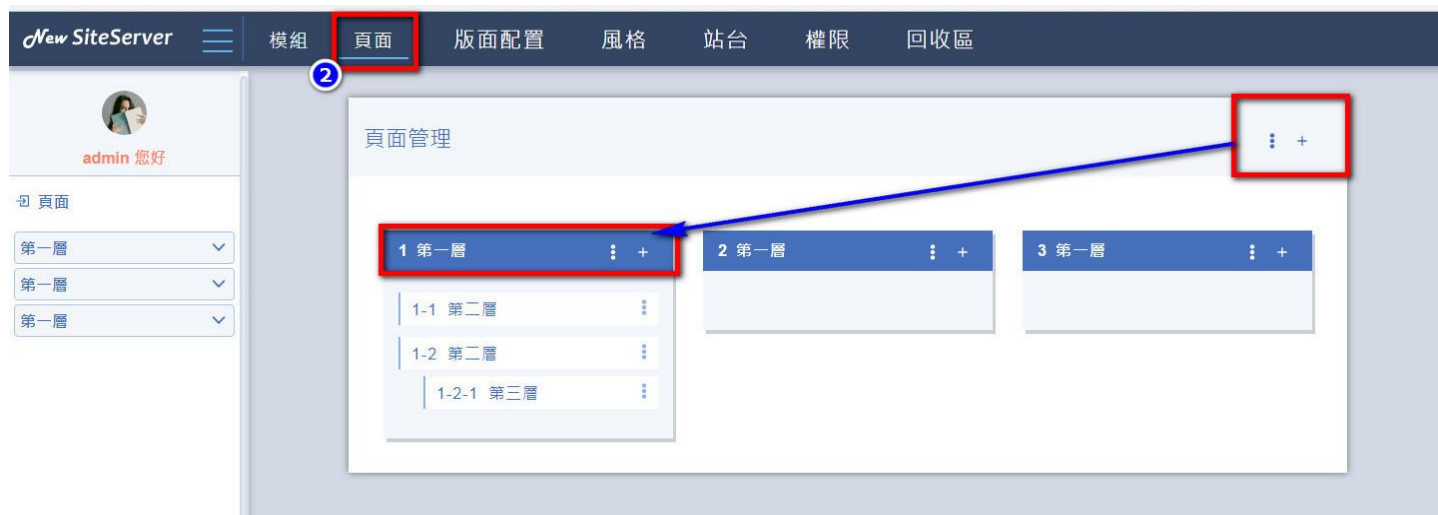 New SiteServer 模組 頁面 版面配置 風格 站台 權限 回收區
2
admin 您好
頁面
第一層
第一層
第一層
頁面管理
1 第一層
1-1 第二層
1-2 第二層
1-2-1 第三層
2 第一層
3 第一層